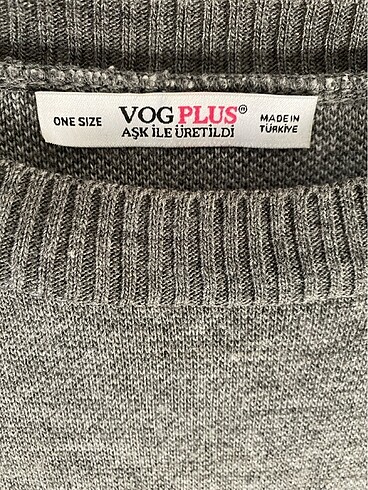 ONE SIZE
VOG PLUS®
AŞK İLE ÜRETİLDİ
MADE IN
TÜRKİYE